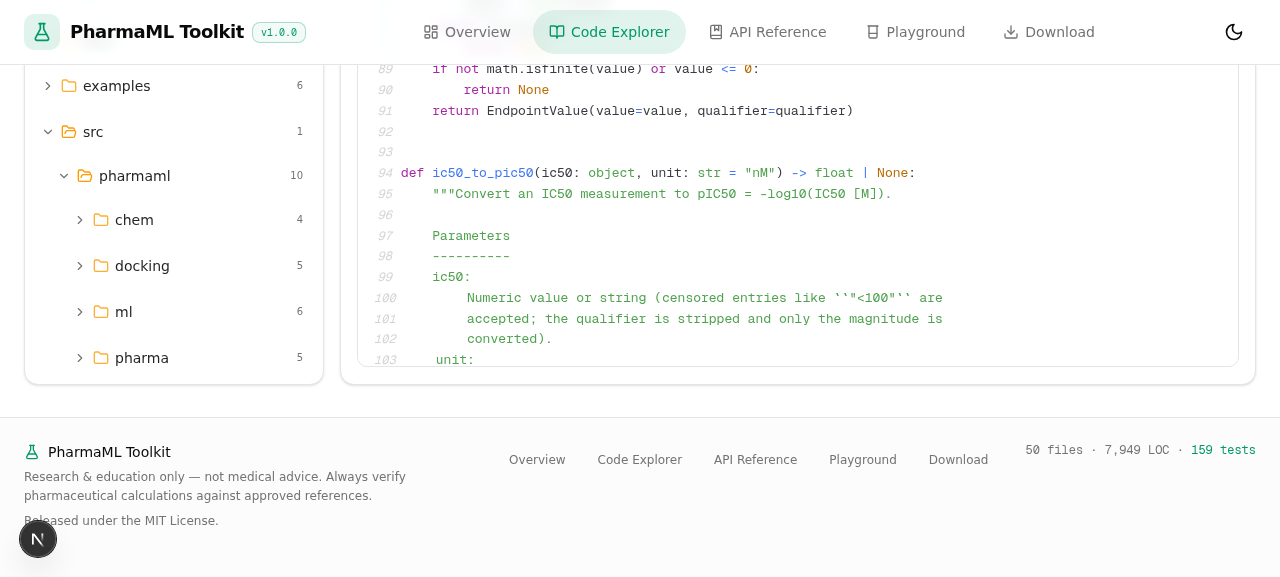 PharmaML Toolkit v1.0.0 Overview Code Explorer API Reference Playground Download
examples 6
src 1
pharmaml 10
chem 4
docking 5
ml 6
pharma 5
89 if not math.isfinite(value) or value <= 0:
90 return None
91 return EndpointValue(value=value, qualifier=qualifier)
92
93
94 def ic50_to_pic50(ic50: object, unit: str = "nM") -> float | None:
95 """Convert an IC50 measurement to pIC50 = -log10(IC50 [M]).
96
97 Parameters
98 ----------
99 ic50:
100 Numeric value or string (censored entries like ``"<100"`` are
101 accepted; the qualifier is stripped and only the magnitude is
102 converted).
103 unit:
PharmaML Toolkit
Research & education only — not medical advice. Always verify
pharmaceutical calculations against approved references.
Released under the MIT License.
Overview Code Explorer API Reference Playground Download
50 files · 7,949 LOC · 159 tests
N